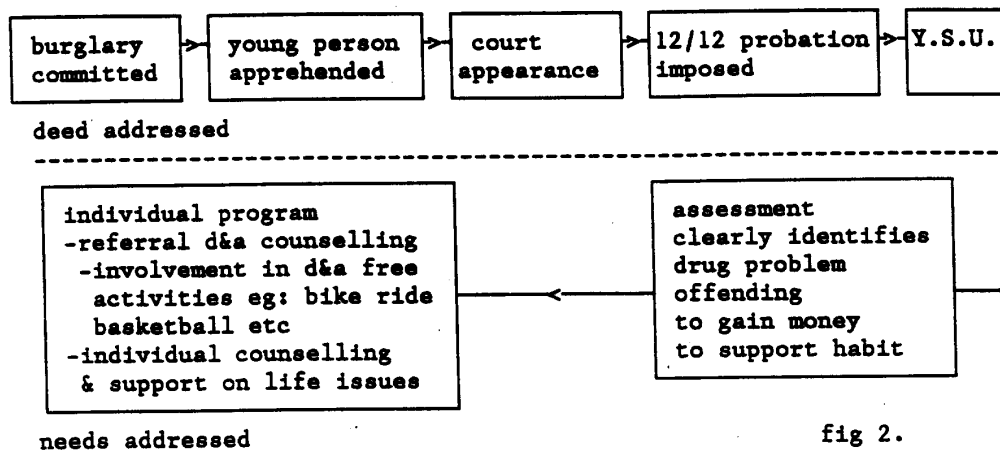 burglary
committed
young person
apprehended
court
appearance
12/12 probation
imposed
Y.S.U.
deed addressed
individual program
-referral d&a counselling
-involvement in d&a free
activities eg: bike ride
basketball etc
-individual counselling
& support on life issues
assessment
clearly identifies
drug problem
offending
to gain money
to support habit
needs addressed
fig 2.